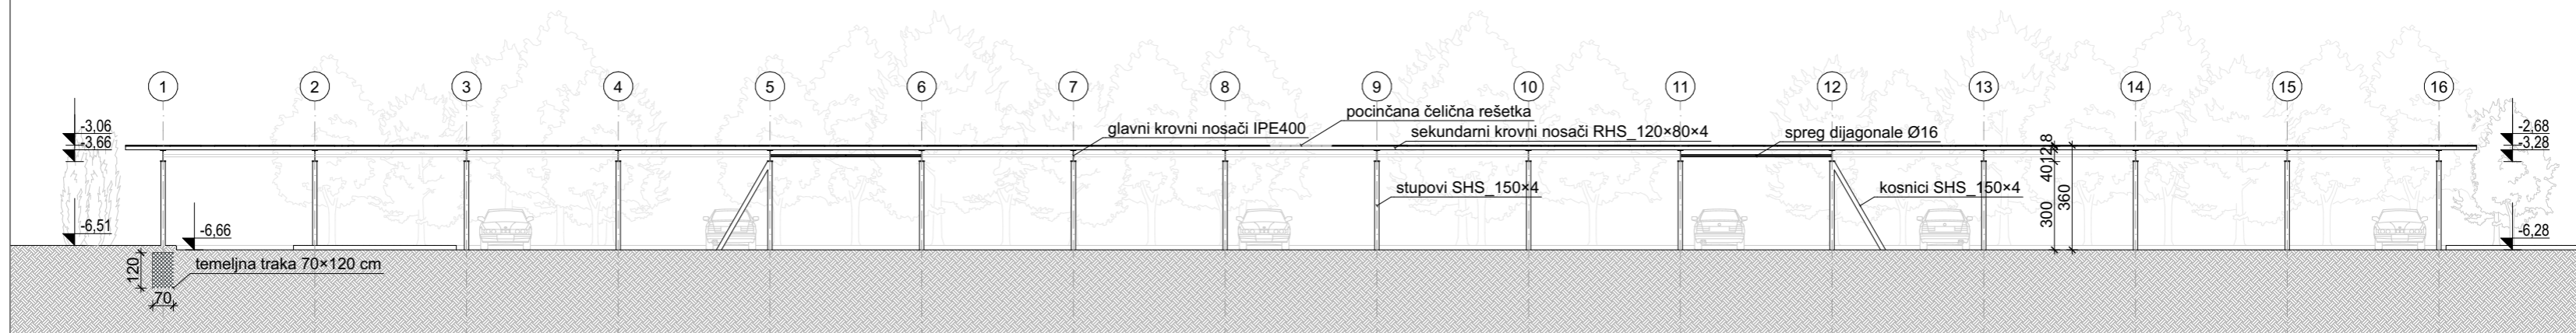 1 2 3 4 5 6 7 8 9 10 11 12 13 14 15 16
-3,06
-3,66
glavni krovni nosači IPE400
pocinčana čelična rešetka
sekundarni krovni nosači RHS_120×80×4
spreg dijagonale Ø16
-2,68
-3,28
40 12,8
300
360
stupovi SHS_150×4
kosnici SHS_150×4
-6,51
-6,66
-6,28
temeljna traka 70×120 cm
120
70